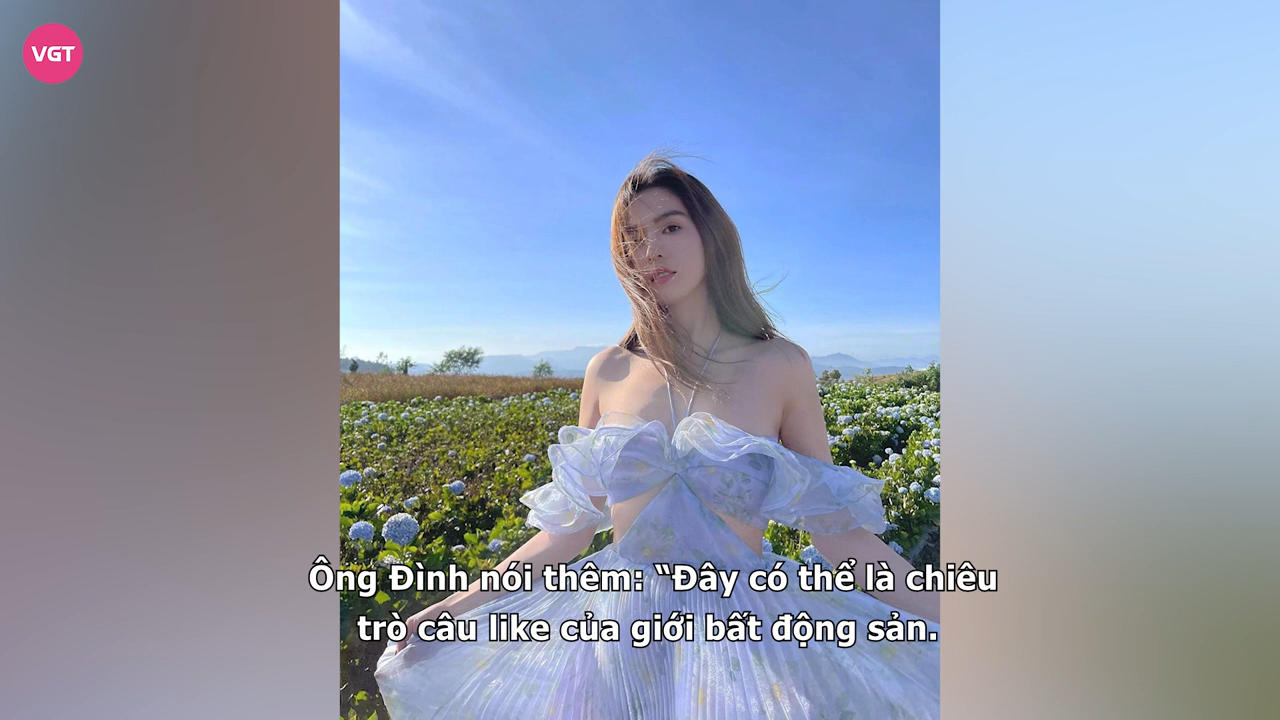 VGT
Ông Đình nói thêm: “Đây có thể là chiêu
trò câu like của giới bất động sản.